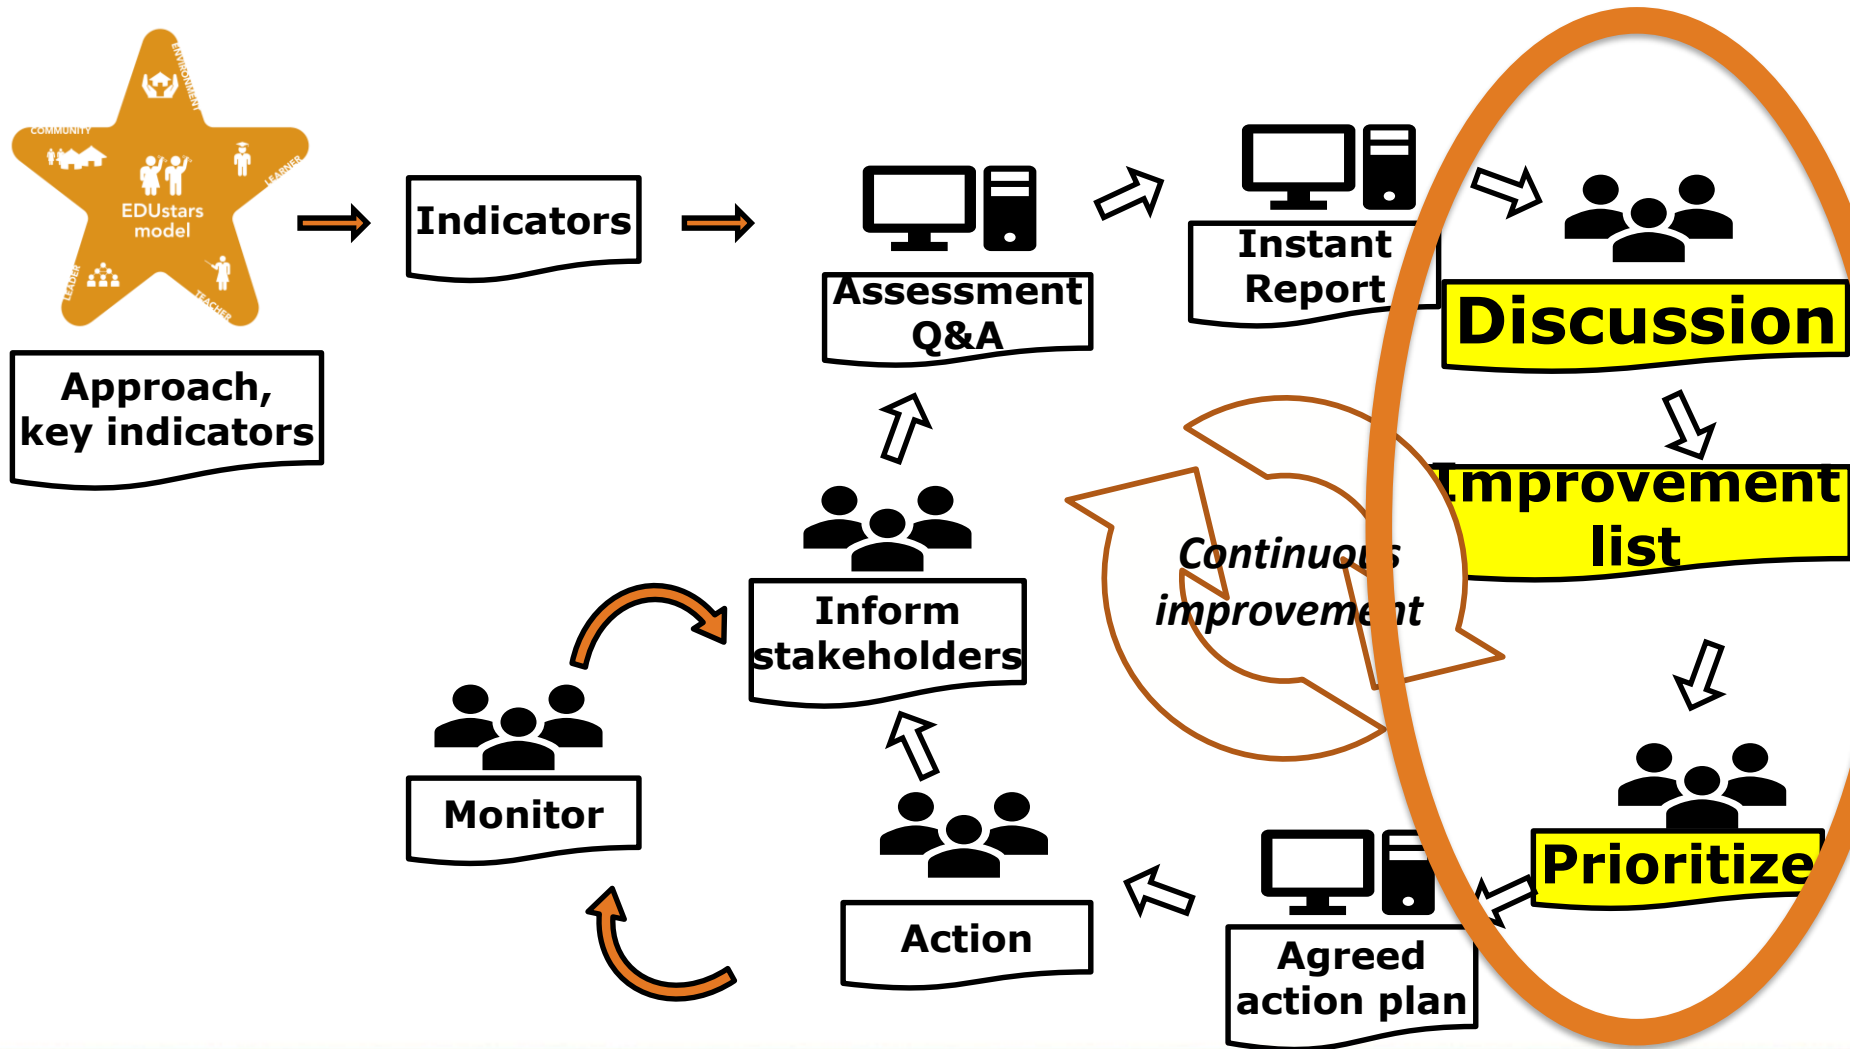 ENVIRONMENT
COMMUNITY
LEARNER
EDUstars
model
LEADER
TEACHER
Approach,
key indicators
Indicators
Assessment
Q&A
Instant
Report
Discussion
Improvement
list
Continuous
improvement
Inform
stakeholders
Monitor
Prioritize
Action
Agreed
action plan